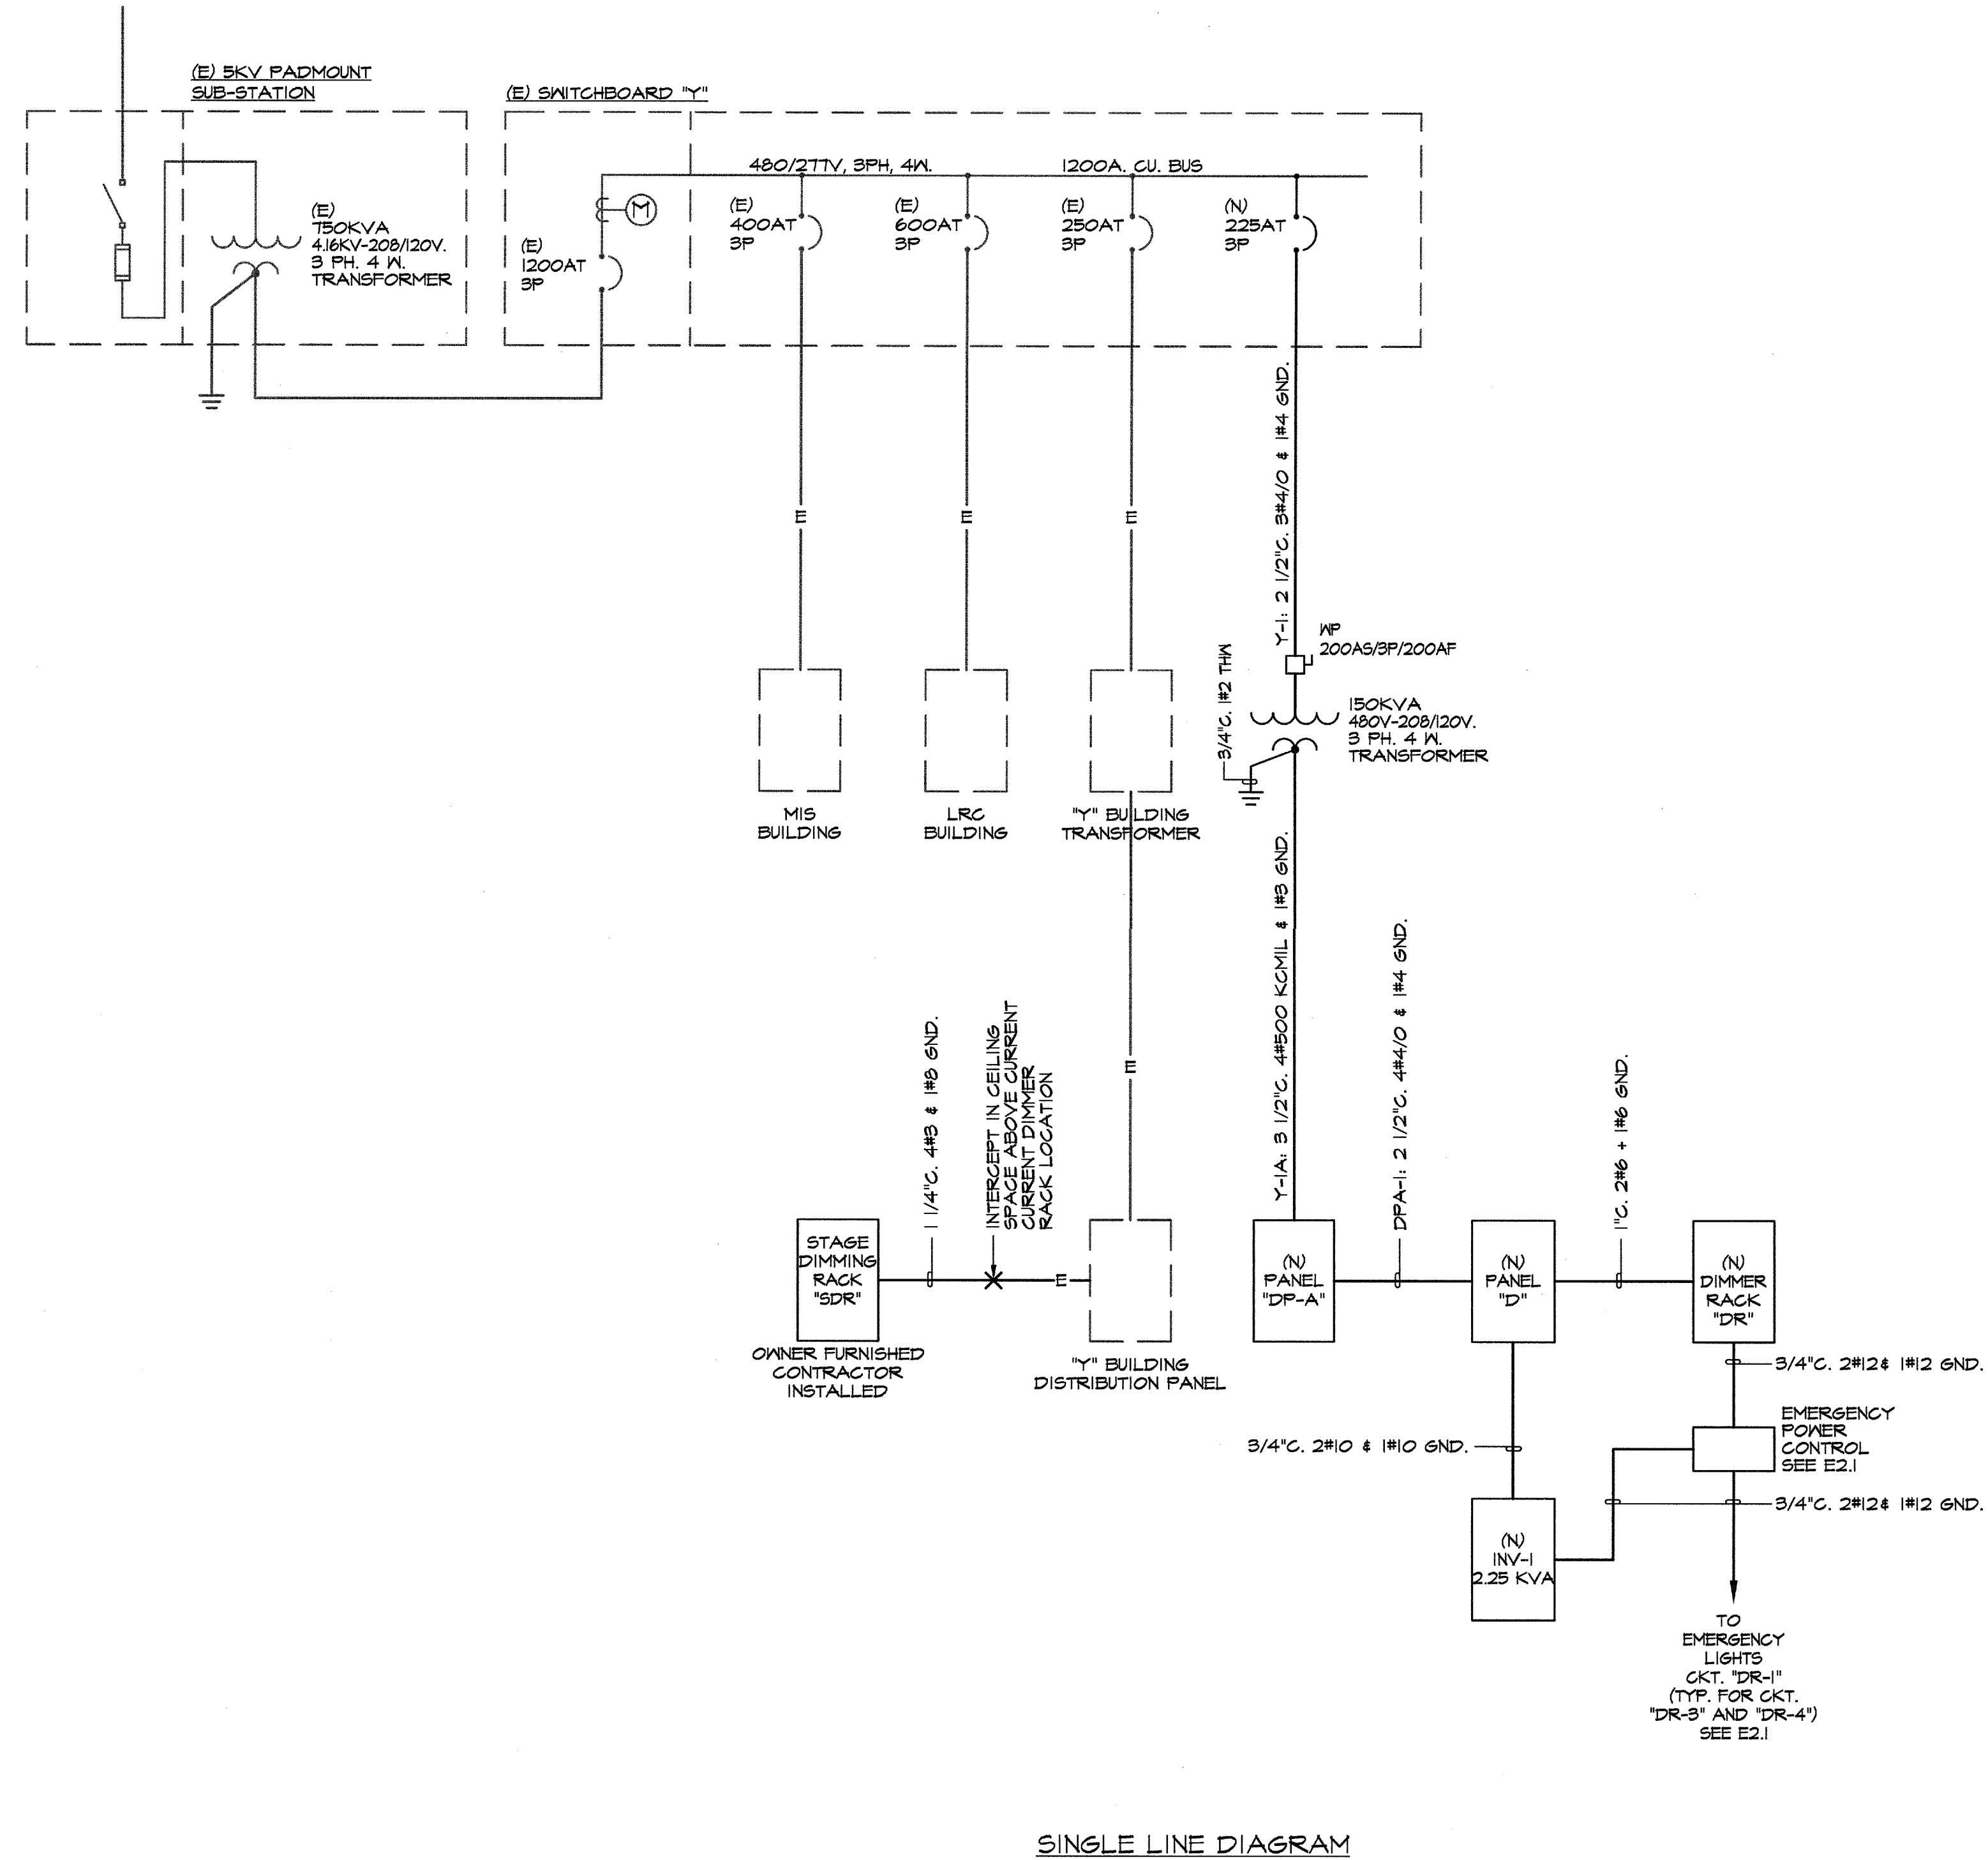 (E) 5KV PADMOUNT
SUB-STATION
(E) SWITCHBOARD "Y"
480/277V, 3PH, 4W.
1200A. CU. BUS
(E)
750KVA
4.16KV-208/120V.
3 PH. 4 W.
TRANSFORMER
(E)
1200AT
3P
M
(E)
400AT
3P
(E)
600AT
3P
(E)
250AT
3P
(N)
225AT
3P
Y-1: 2 1/2"C. 3#4/0 & 1#4 GND.
E
E
E
WP
200AS/3P/200AF
3/4"C. 1#2 THW
150KVA
480V-208/120V.
3 PH. 4 W.
TRANSFORMER
MIS
BUILDING
LRC
BUILDING
"Y" BUILDING
TRANSFORMER
Y-1A: 3 1/2"C. 4#500 KCMIL & 1#3 GND.
DPA-1: 2 1/2"C. 4#4/0 & 1#4 GND.
1"C. 2#6 + 1#6 GND.
E
1 1/4"C. 4#3 & 1#8 GND.
INTERCEPT IN CEILING
SPACE ABOVE CURRENT
CURRENT DIMMER
RACK LOCATION
STAGE
DIMMING
RACK
"SDR"
E
OWNER FURNISHED
CONTRACTOR
INSTALLED
"Y" BUILDING
DISTRIBUTION PANEL
(N)
PANEL
"DP-A"
(N)
PANEL
"D"
(N)
DIMMER
RACK
"DR"
3/4"C. 2#12& 1#12 GND.
EMERGENCY
POWER
CONTROL
SEE E2.1
3/4"C. 2#10 & 1#10 GND.
3/4"C. 2#12& 1#12 GND.
(N)
INV-1
2.25 KVA
TO
EMERGENCY
LIGHTS
CKT. "DR-1"
(TYP. FOR CKT.
"DR-3" AND "DR-4")
SEE E2.1
SINGLE LINE DIAGRAM